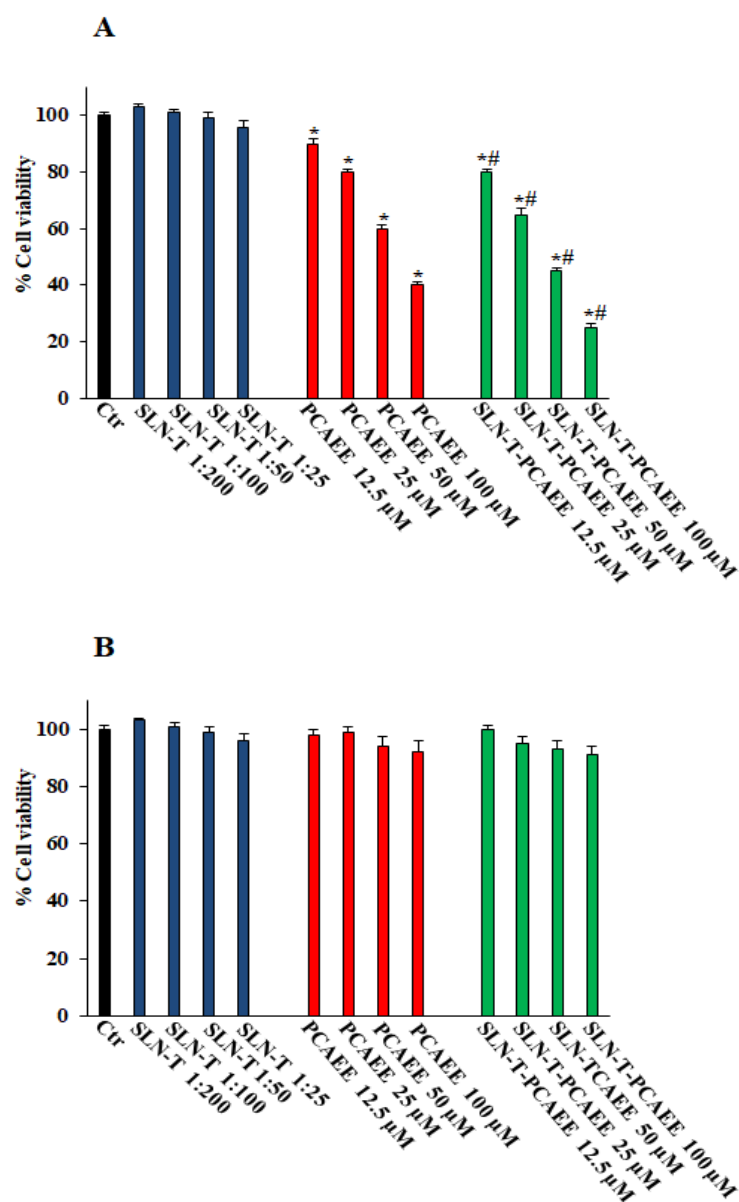 A
% Cell viability
100
80
60
40
20
0
*
*
*
*
*#
*#
*#
*#
Ctr
SLN-T 1:200
SLN-T 1:100
SLN-T 1:50
SLN-T 1:25
PCAEE 12.5 μM
PCAEE 25 μM
PCAEE 50 μM
PCAEE 100 μM
SLN-T-PCAEE 12.5 μM
SLN-T-PCAEE 25 μM
SLN-T-PCAEE 50 μM
SLN-T-PCAEE 100 μM
B
% Cell viability
100
80
60
40
20
0
Ctr
SLN-T 1:200
SLN-T 1:100
SLN-T 1:50
SLN-T 1:25
PCAEE 12.5 μM
PCAEE 25 μM
PCAEE 50 μM
PCAEE 100 μM
SLN-T-PCAEE 12.5 μM
SLN-T-PCAEE 25 μM
SLN-TCAEE 50 μM
SLN-T-PCAEE 100 μM